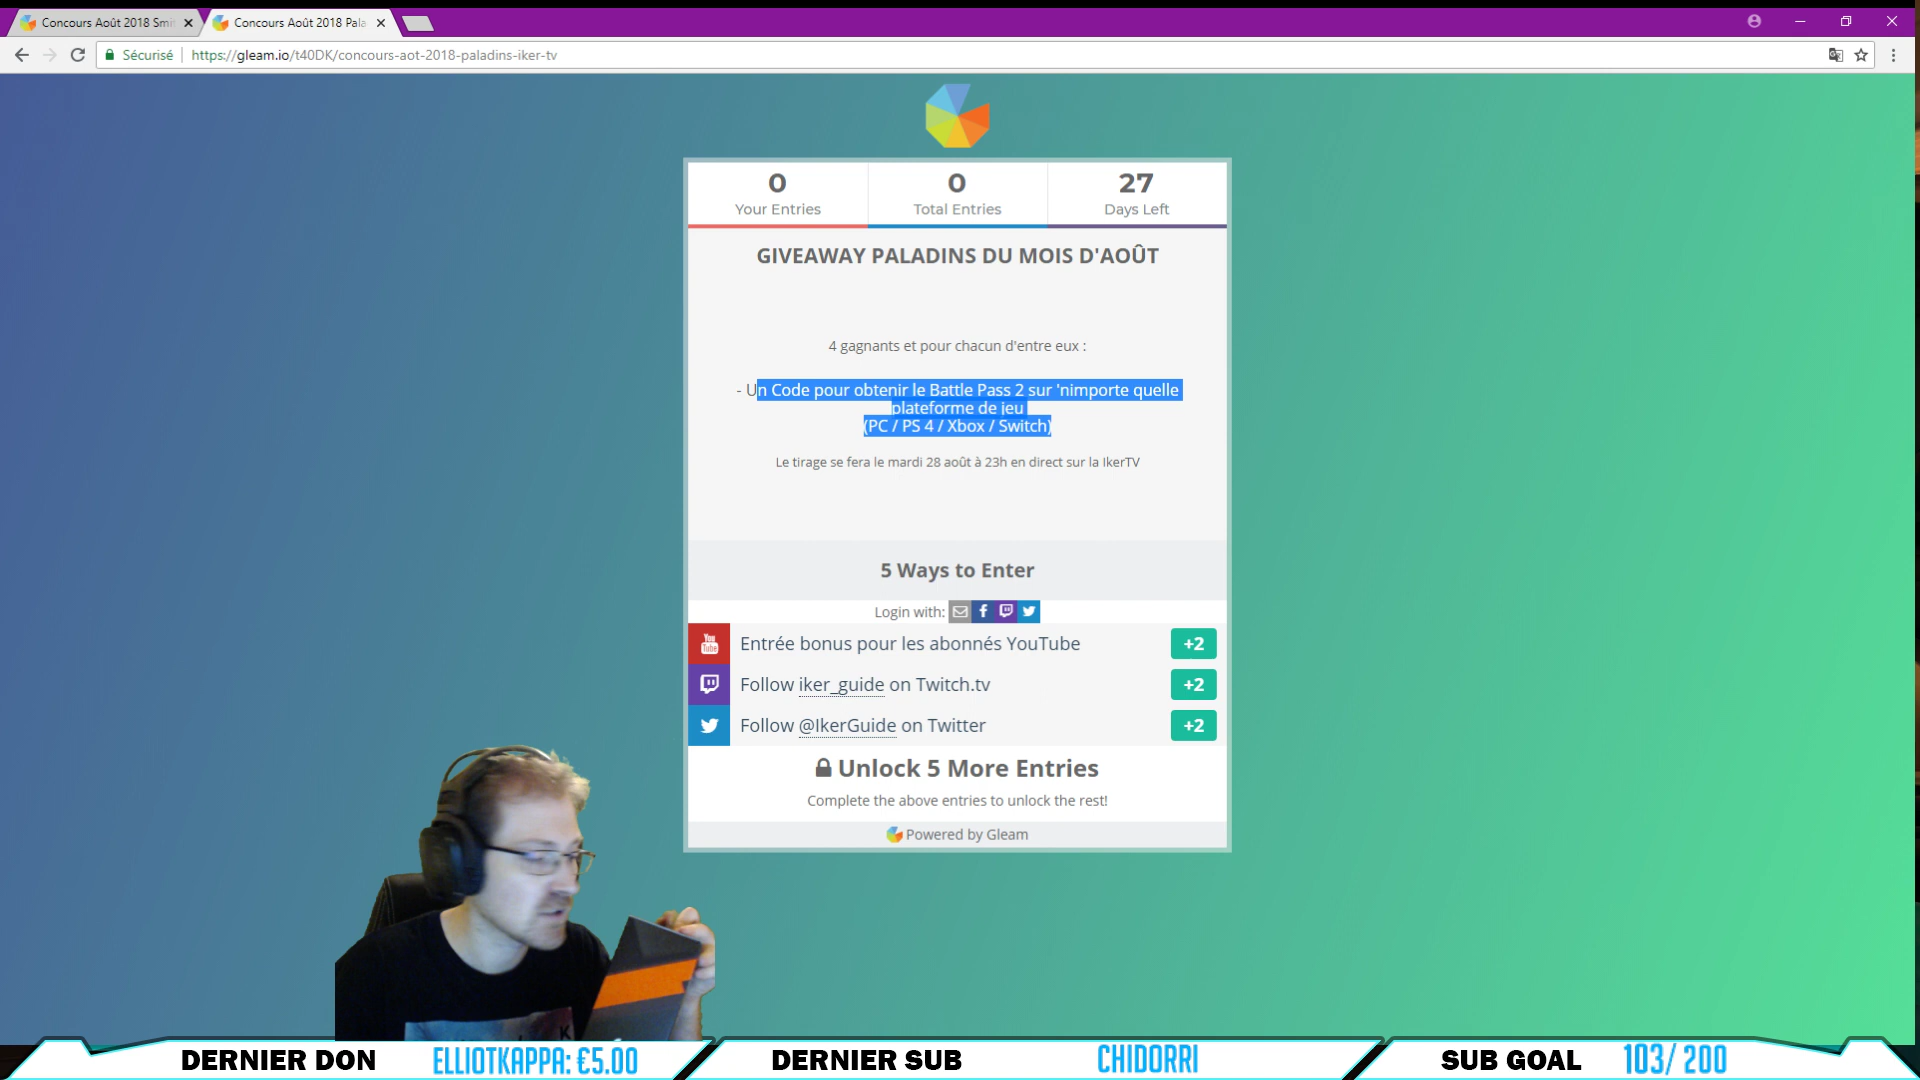 Concours Août 2018 Smi
Concours Août 2018 Pala
Sécurisé
https://gleam.io/t40DK/concours-aot-2018-paladins-iker-tv
0
Your Entries
0
Total Entries
27
Days Left
GIVEAWAY PALADINS DU MOIS D'AOÛT
4 gagnants et pour chacun d'entre eux :
- Un Code pour obtenir le Battle Pass 2 sur 'nimporte quelle
plateforme de jeu
(PC / PS 4 / Xbox / Switch)
Le tirage se fera le mardi 28 août à 23h en direct sur la IkerTV
5 Ways to Enter
Login with:
You Tube
Entrée bonus pour les abonnés YouTube
+2
Follow iker_guide on Twitch.tv
+2
Follow @IkerGuide on Twitter
+2
Unlock 5 More Entries
Complete the above entries to unlock the rest!
Powered by Gleam
DERNIER DON ELLIOTKAPPA: €5.00
DERNIER SUB CHIDORRI
SUB GOAL 103/ 200